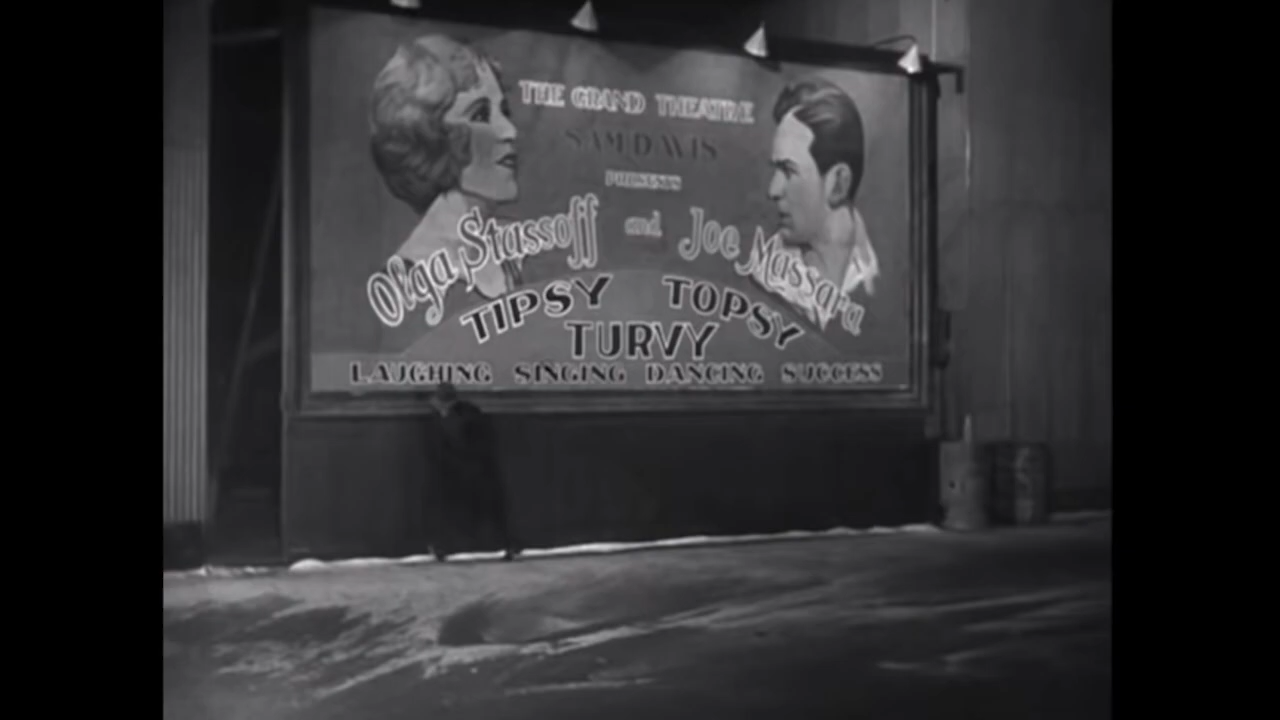 THE GRAND THEATRE
SAM DAVIS
PRESENTS
Olga Stassoff and Joe Massara
TIPSY TOPSY
TURVY
LAUGHING SINGING DANCING SUCCESS